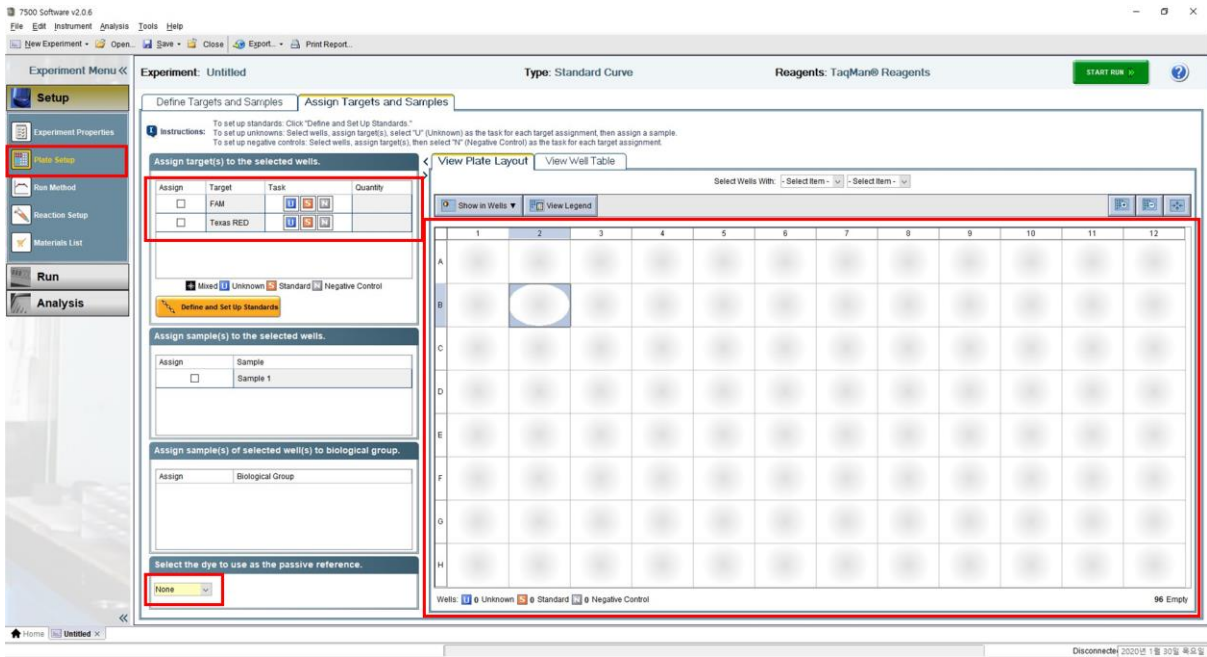 7500 Software v2.0.6
File Edit Instrument Analysis Tools Help
New Experiment Open... Save Close Export... Print Report...
Experiment Menu «
Experiment: Untitled Type: Standard Curve Reagents: TaqMan® Reagents START RUN
Setup
Experiment Properties
Plate Setup
Run Method
Reaction Setup
Materials List
Run
Analysis
Define Targets and Samples Assign Targets and Samples
Instructions: To set up standards: Click "Define and Set Up Standards."
To set up unknowns: Select wells, assign target(s), select "U" (Unknown) as the task for each target assignment, then assign a sample.
To set up negative controls: Select wells, assign target(s), then select "N" (Negative Control) as the task for each target assignment.
Assign target(s) to the selected wells.
Assign Target Task Quantity
FAM U S N
Texas RED U S N
Mixed U Unknown S Standard N Negative Control
Define and Set Up Standards
Assign sample(s) to the selected wells.
Assign Sample
Sample 1
Assign sample(s) of selected well(s) to biological group.
Assign Biological Group
Select the dye to use as the passive reference.
None
View Plate Layout View Well Table
Select Wells With: - Select Item - - Select Item -
Show in Wells ▼ View Legend
1 2 3 4 5 6 7 8 9 10 11 12
A
B
C
D
E
F
G
H
Wells: U 0 Unknown S 0 Standard N 0 Negative Control 96 Empty
Home Untitled ×
Disconnecte 2020년 1월 30일 목요일